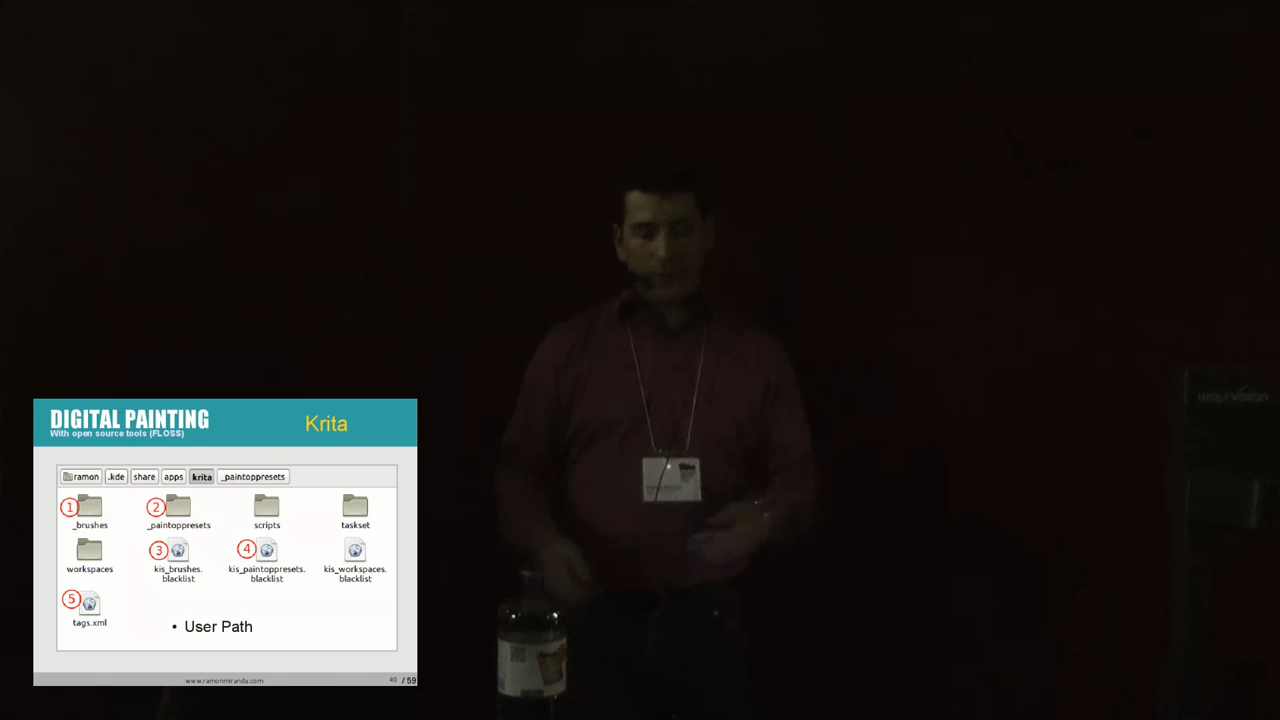 DIGITAL PAINTING
With open source tools (FLOSS)
Krita
ramon .kde share apps krita _paintoppresets
1 2
_brushes _paintoppresets scripts taskset
3 4
workspaces kis_brushes. kis_paintoppresets. kis_workspaces.
blacklist blacklist blacklist
5
tags.xml
• User Path
www.ramonmiranda.com 40 / 59